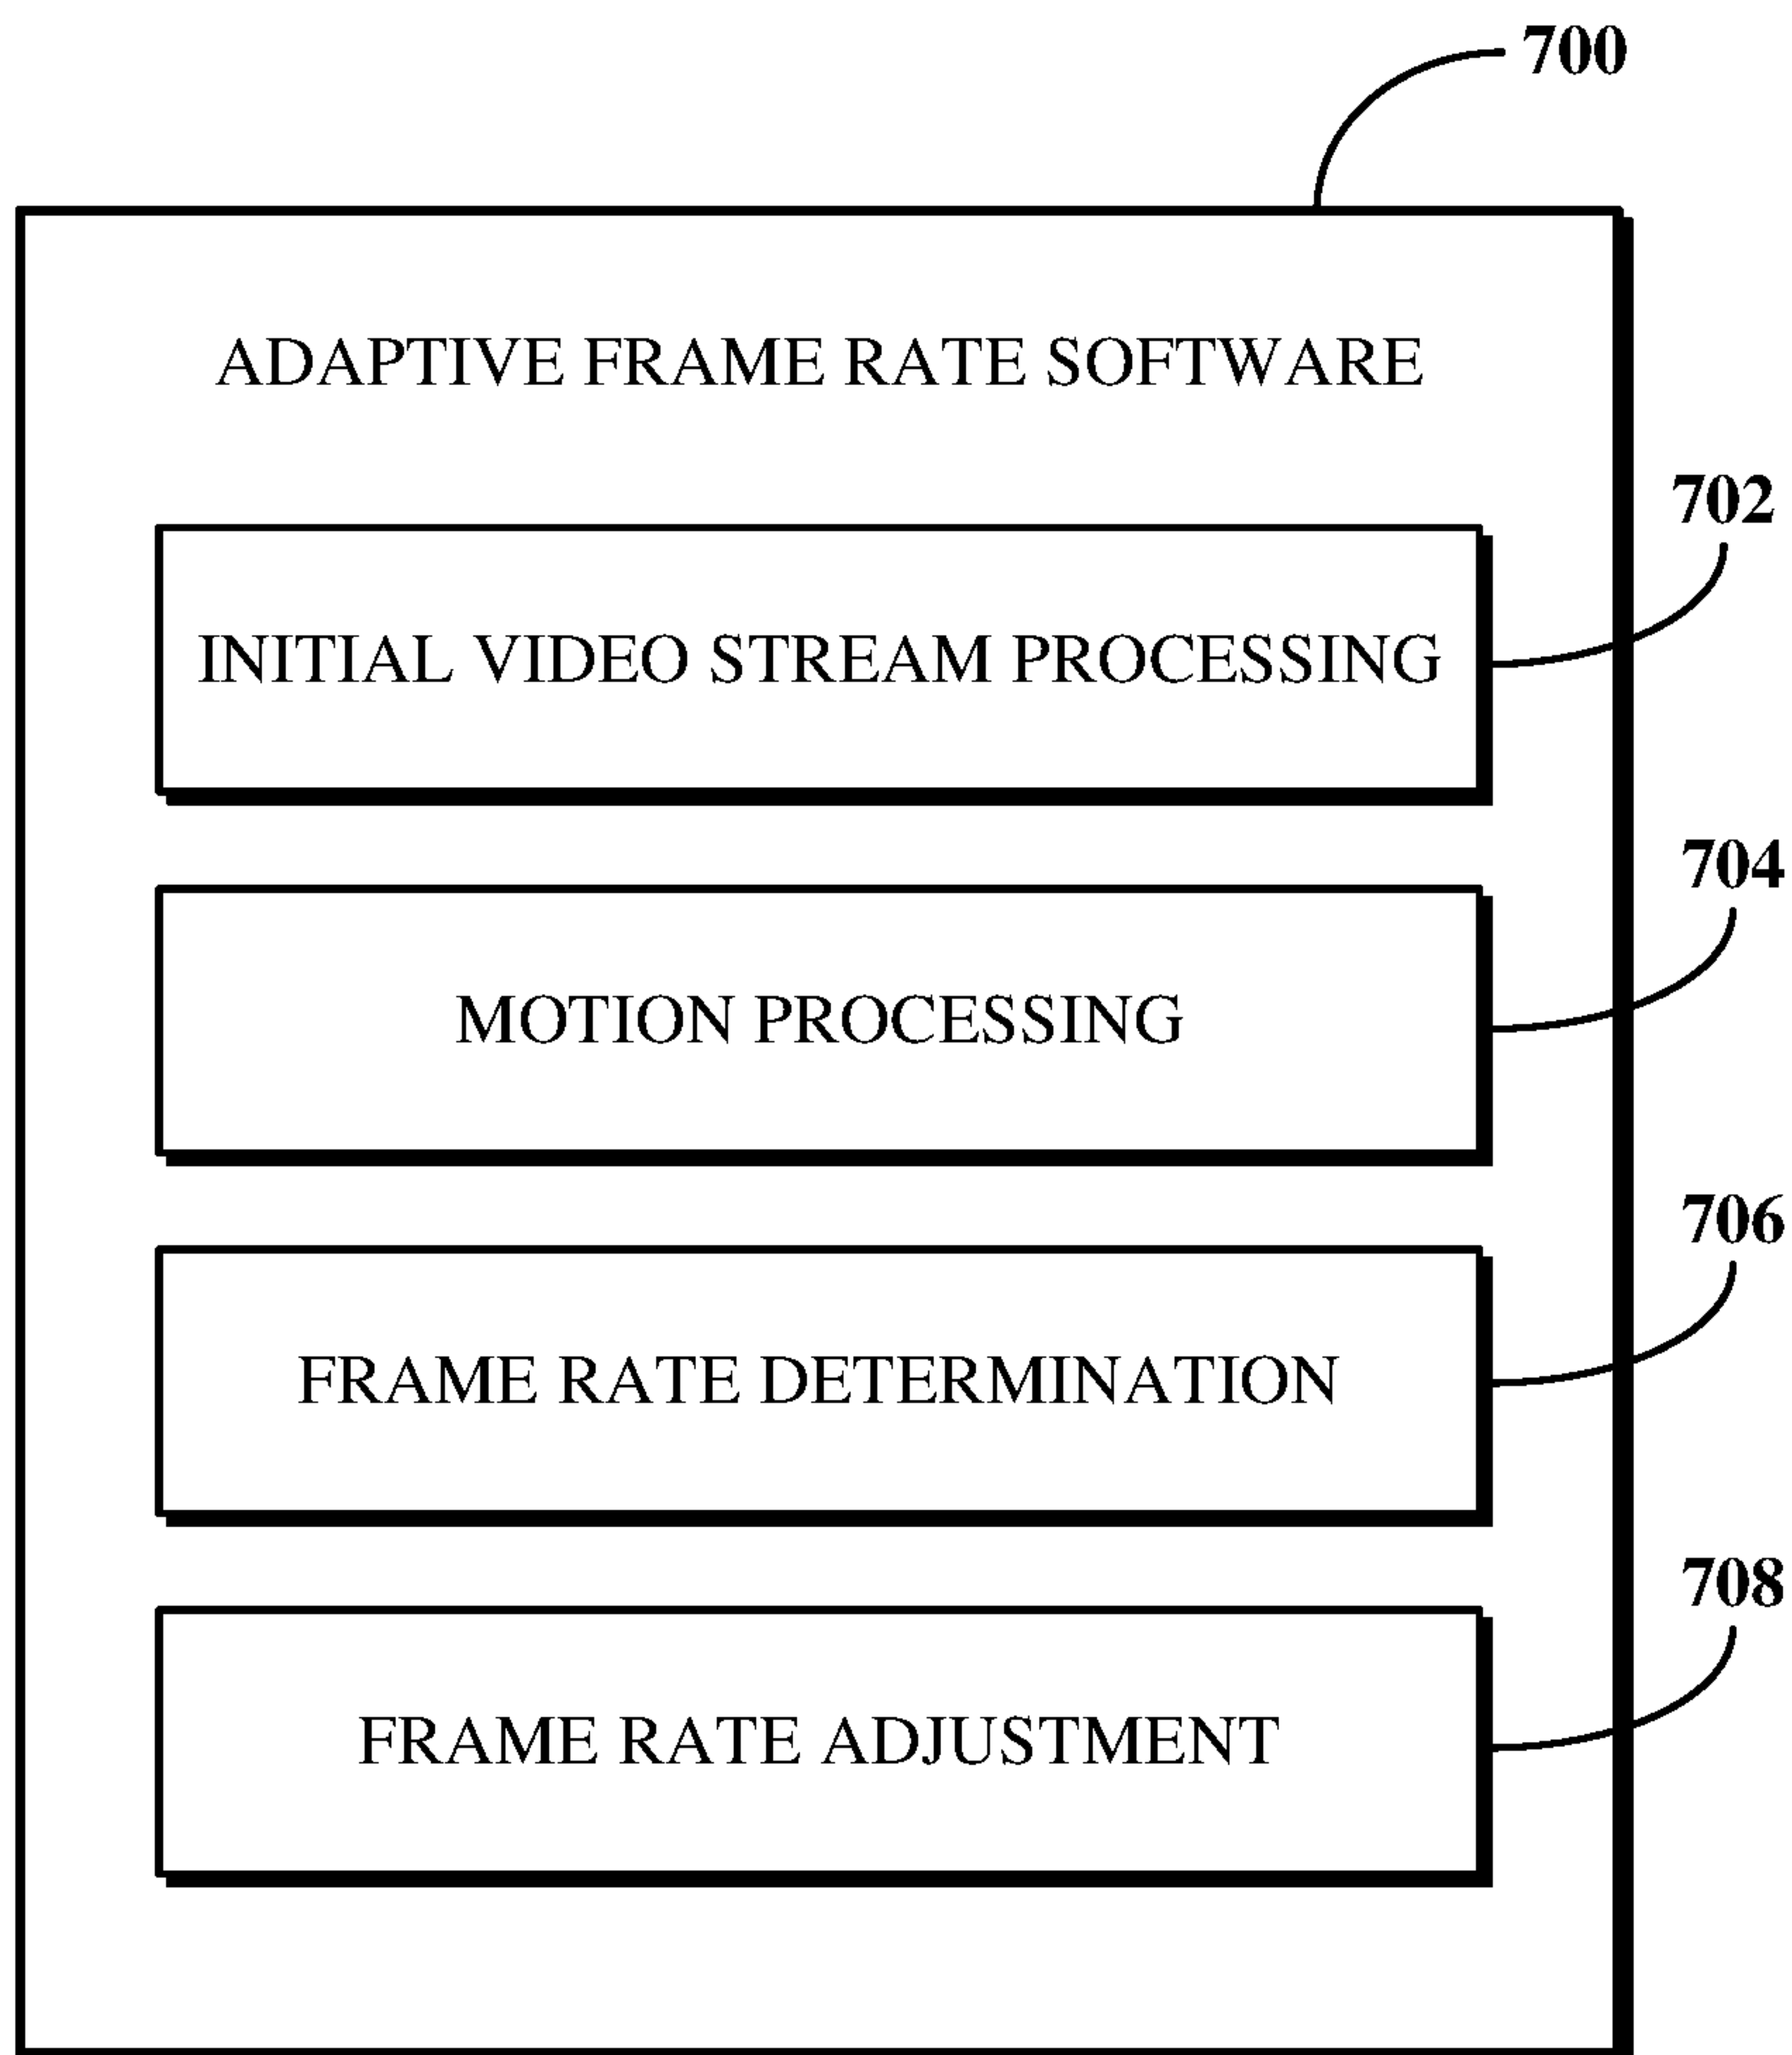 700
ADAPTIVE FRAME RATE SOFTWARE
702
INITIAL VIDEO STREAM PROCESSING
704
MOTION PROCESSING
706
FRAME RATE DETERMINATION
708
FRAME RATE ADJUSTMENT